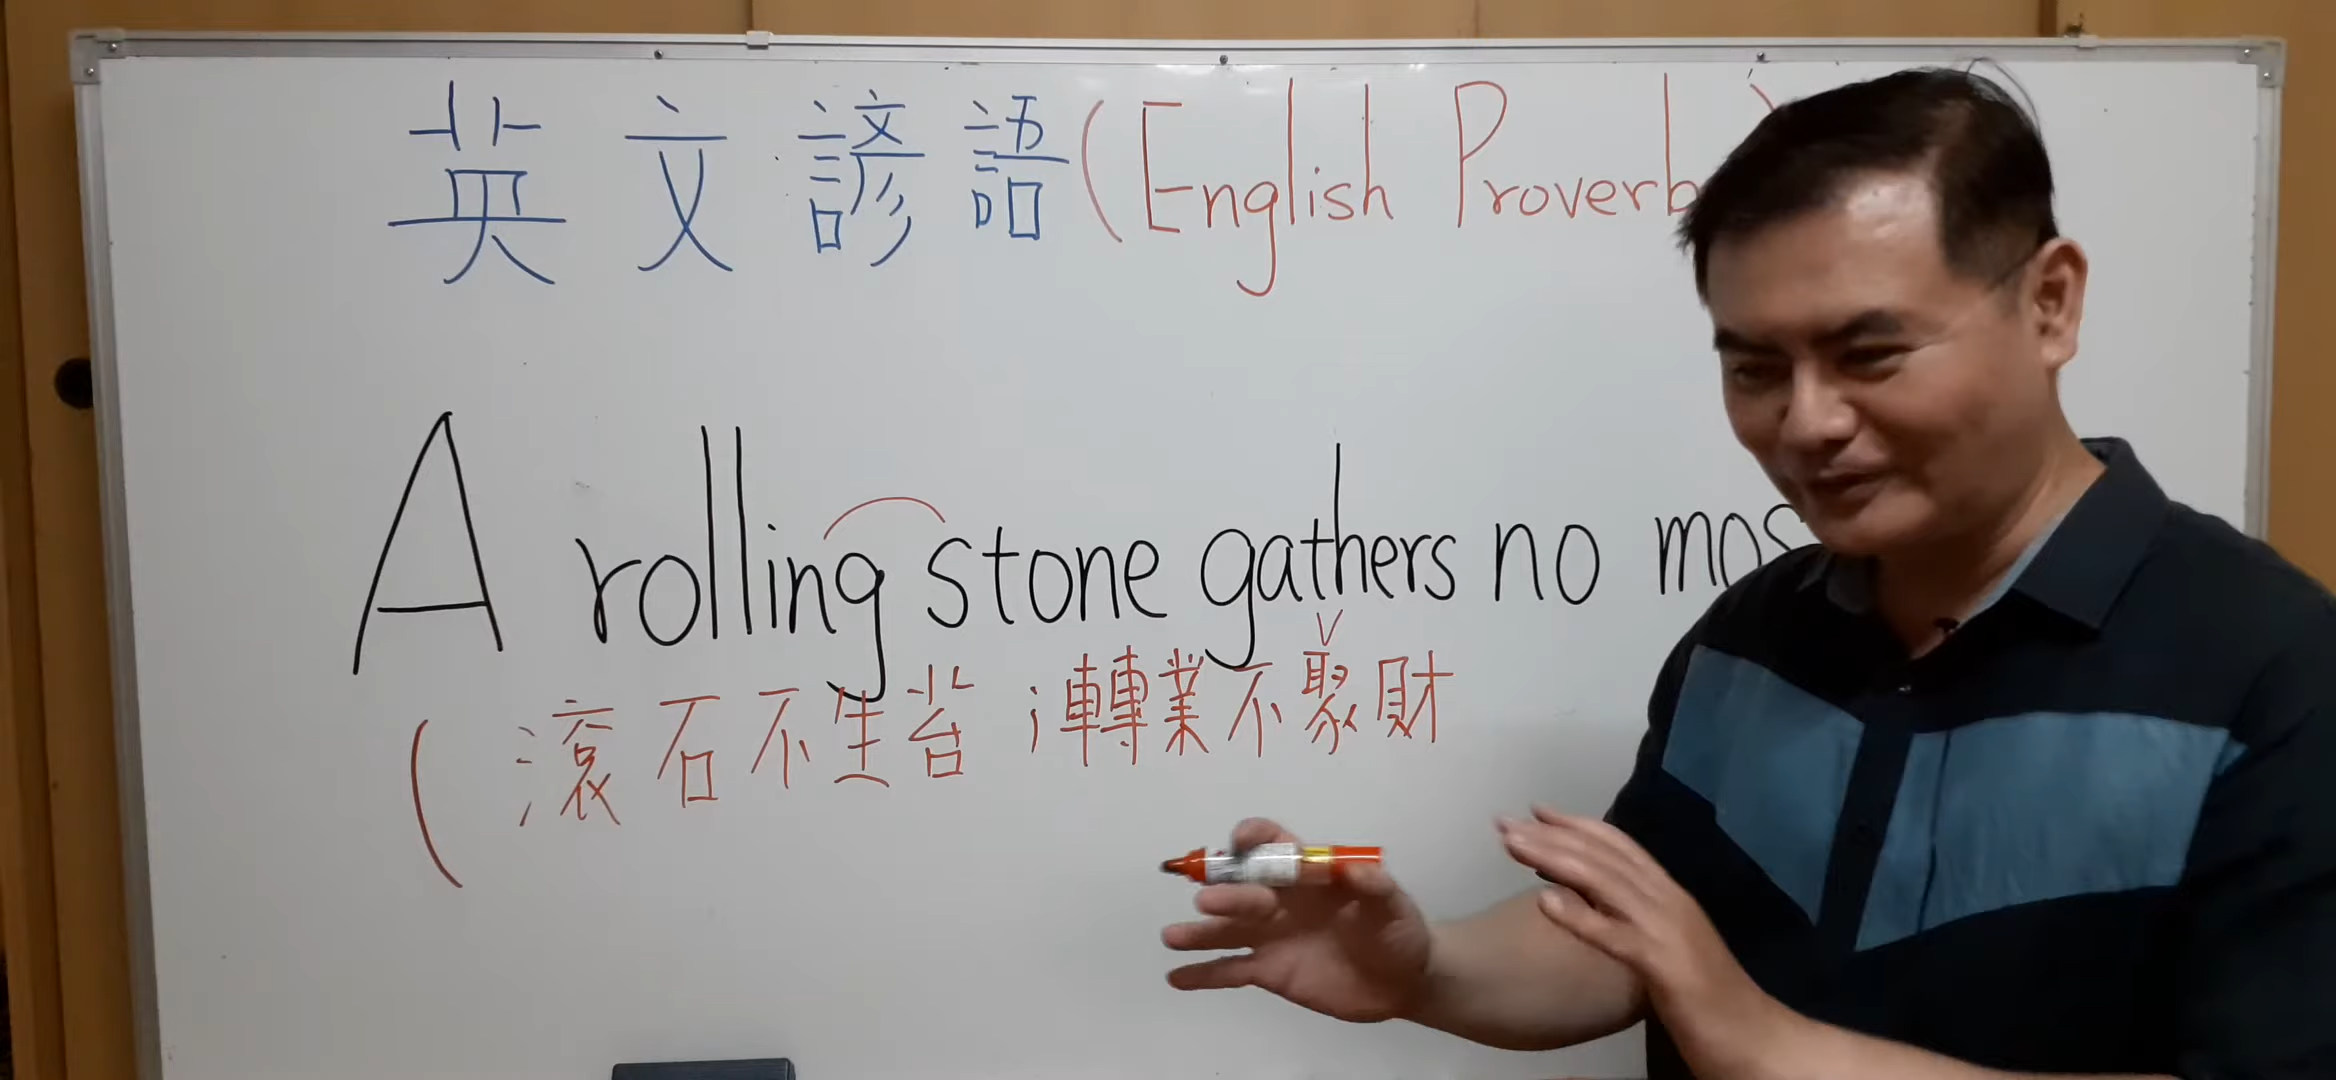 英文諺語(English Proverb
A rolling stone gathers no mos
(滾石不生苔;轉業不聚財